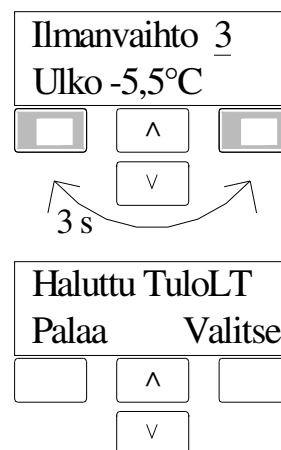 Ilmanvaihto 3
Ulko -5,5°C
^
v
3 s
Haluttu TuloLT
Palaa Valitse
^
v